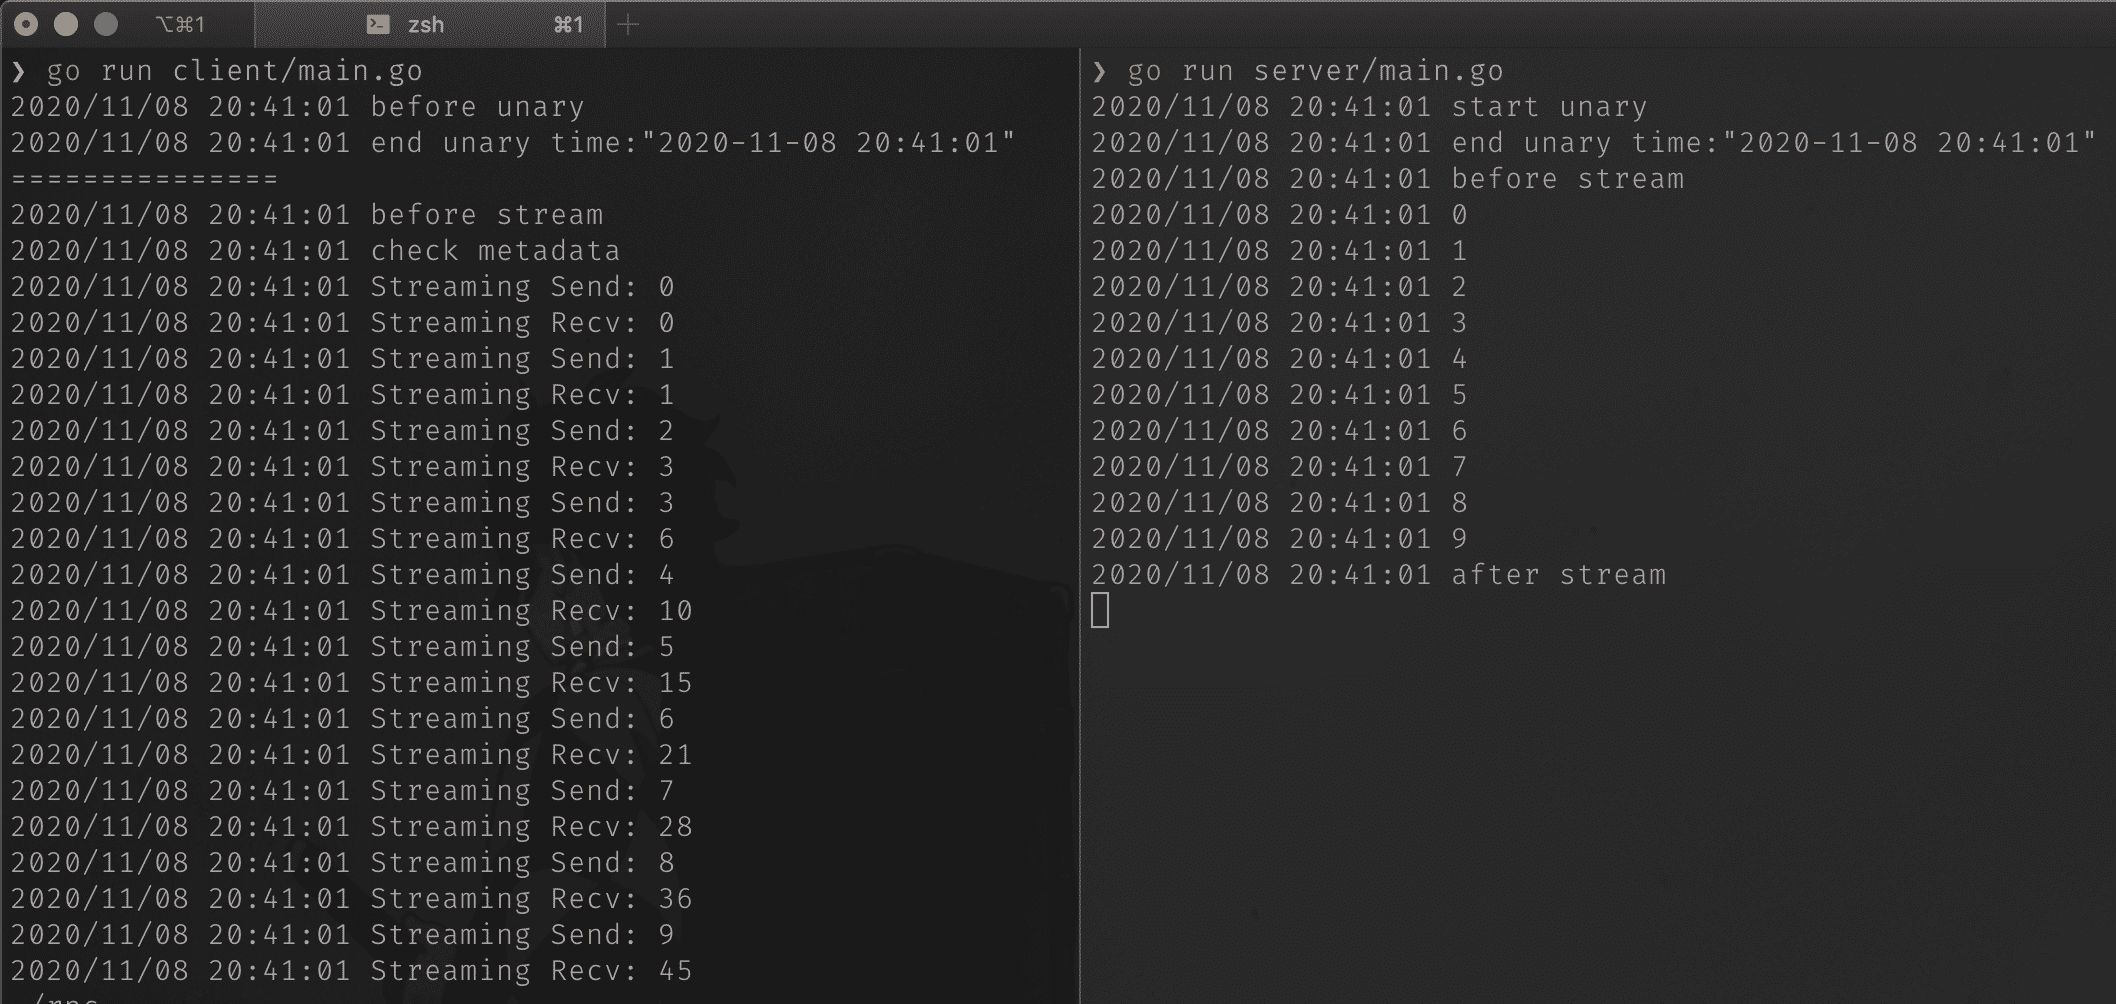 ⌥⌘1
zsh ⌘1
❯ go run client/main.go
2020/11/08 20:41:01 before unary
2020/11/08 20:41:01 end unary time:"2020-11-08 20:41:01"
===============
2020/11/08 20:41:01 before stream
2020/11/08 20:41:01 check metadata
2020/11/08 20:41:01 Streaming Send: 0
2020/11/08 20:41:01 Streaming Recv: 0
2020/11/08 20:41:01 Streaming Send: 1
2020/11/08 20:41:01 Streaming Recv: 1
2020/11/08 20:41:01 Streaming Send: 2
2020/11/08 20:41:01 Streaming Recv: 3
2020/11/08 20:41:01 Streaming Send: 3
2020/11/08 20:41:01 Streaming Recv: 6
2020/11/08 20:41:01 Streaming Send: 4
2020/11/08 20:41:01 Streaming Recv: 10
2020/11/08 20:41:01 Streaming Send: 5
2020/11/08 20:41:01 Streaming Recv: 15
2020/11/08 20:41:01 Streaming Send: 6
2020/11/08 20:41:01 Streaming Recv: 21
2020/11/08 20:41:01 Streaming Send: 7
2020/11/08 20:41:01 Streaming Recv: 28
2020/11/08 20:41:01 Streaming Send: 8
2020/11/08 20:41:01 Streaming Recv: 36
2020/11/08 20:41:01 Streaming Send: 9
2020/11/08 20:41:01 Streaming Recv: 45
❯ go run server/main.go
2020/11/08 20:41:01 start unary
2020/11/08 20:41:01 end unary time:"2020-11-08 20:41:01"
2020/11/08 20:41:01 before stream
2020/11/08 20:41:01 0
2020/11/08 20:41:01 1
2020/11/08 20:41:01 2
2020/11/08 20:41:01 3
2020/11/08 20:41:01 4
2020/11/08 20:41:01 5
2020/11/08 20:41:01 6
2020/11/08 20:41:01 7
2020/11/08 20:41:01 8
2020/11/08 20:41:01 9
2020/11/08 20:41:01 after stream